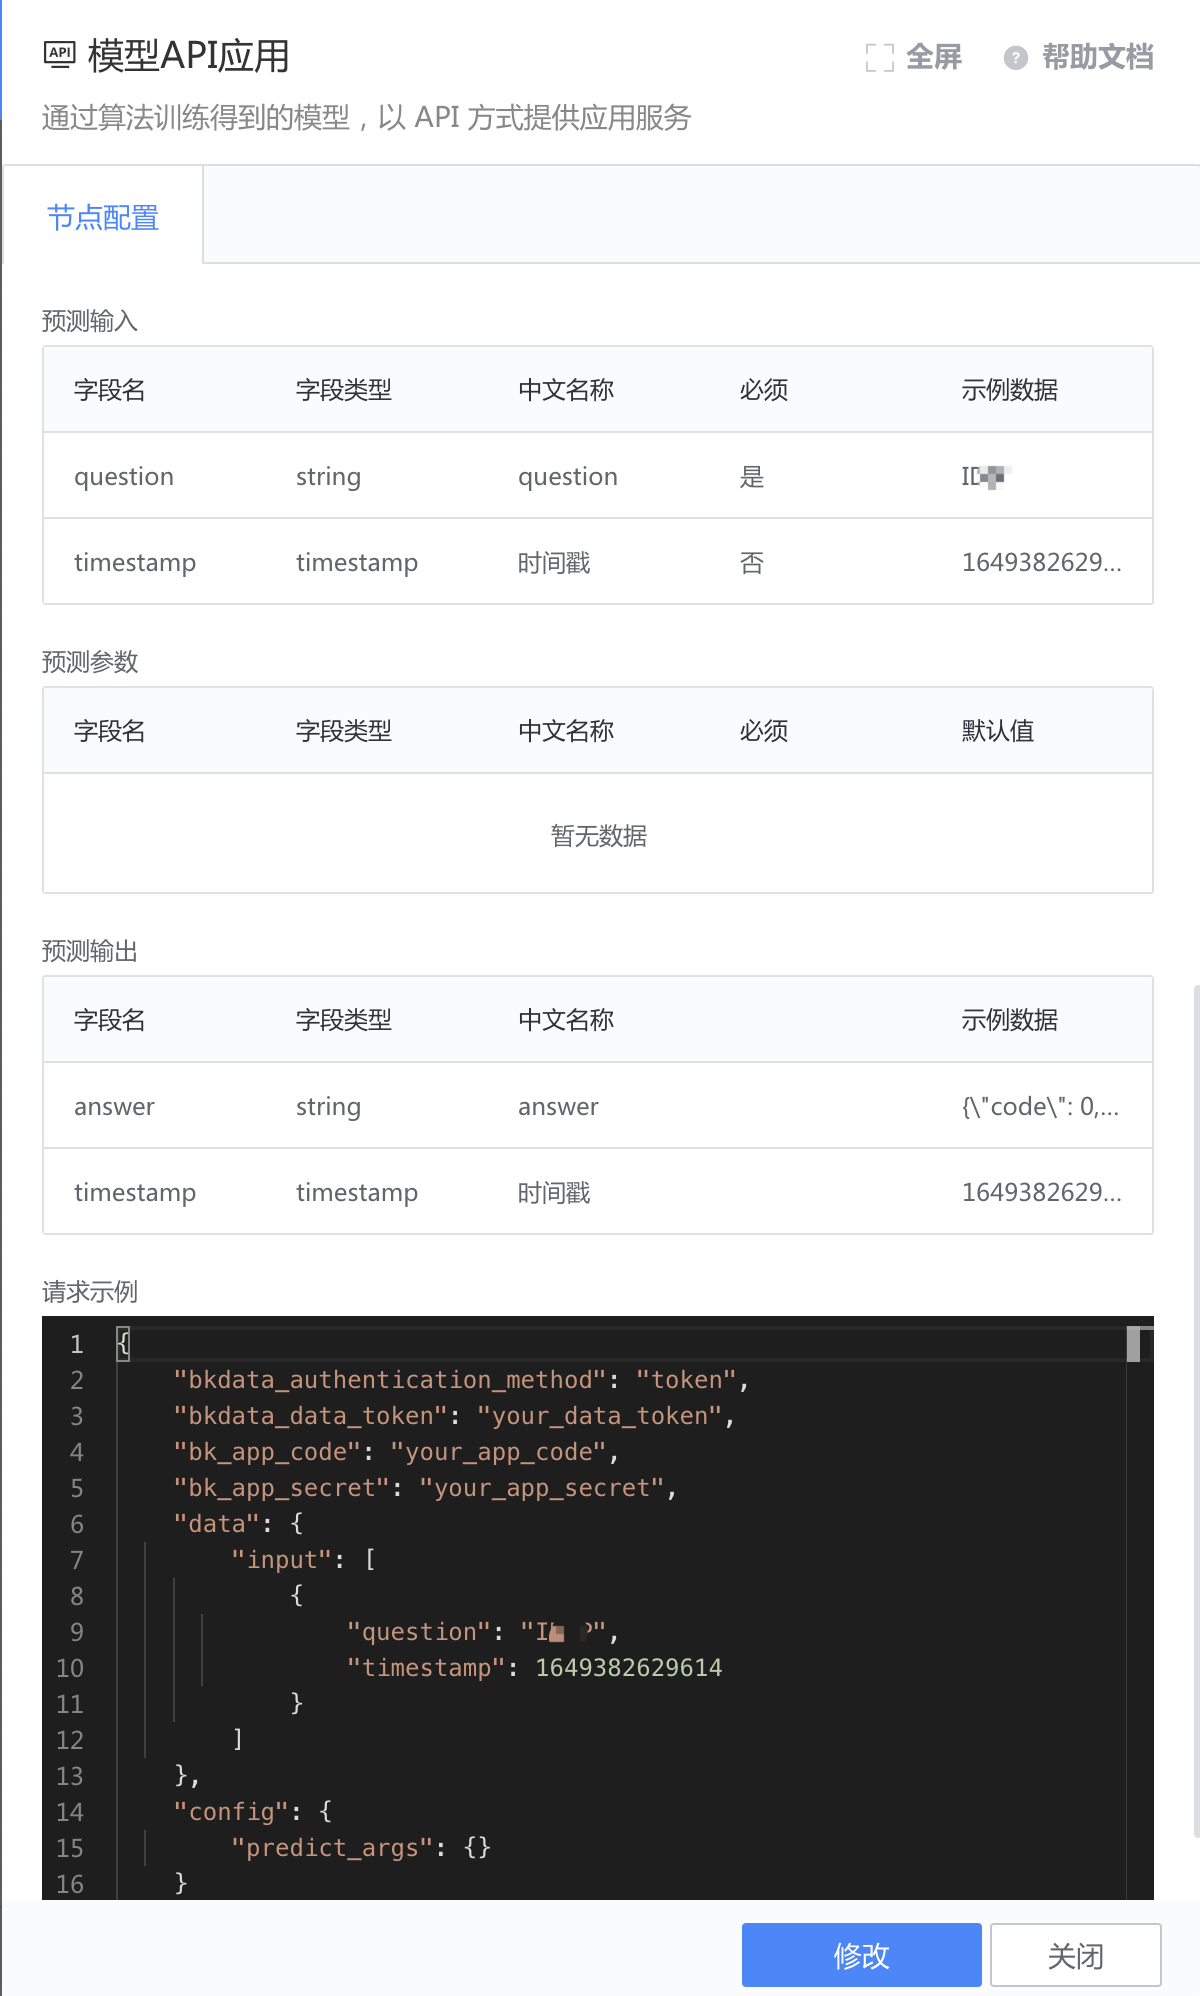 API 模型API应用 全屏 ? 帮助文档
通过算法训练得到的模型，以 API 方式提供应用服务
节点配置
预测输入
字段名 字段类型 中文名称 必须 示例数据
question string question 是
timestamp timestamp 时间戳 否 1649382629...
预测参数
字段名 字段类型 中文名称 必须 默认值
暂无数据
预测输出
字段名 字段类型 中文名称 示例数据
answer string answer {\"code\": 0,...
timestamp timestamp 时间戳 1649382629...
请求示例
1 {
2 "bkdata_authentication_method": "token",
3 "bkdata_data_token": "your_data_token",
4 "bk_app_code": "your_app_code",
5 "bk_app_secret": "your_app_secret",
6 "data": {
7 "input": [
8 {
9 "question":
10 "timestamp": 1649382629614
11 }
12 ]
13 },
14 "config": {
15 "predict_args": {}
16 }
修改 关闭